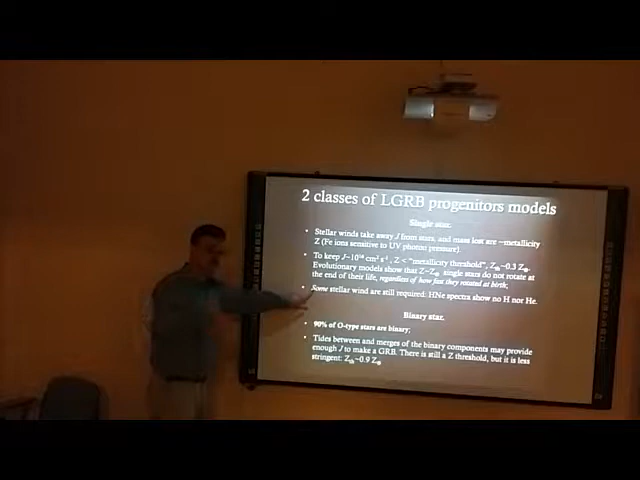 2 classes of LGRB progenitors models
Single star.
• Stellar winds take away J from stars, and mass lost are ~metallicity
Z (Fe ions sensitive to UV photons pressure).
• To keep J~10¹⁶ cm² s⁻¹, Z < "metallicity threshold", Zth~0.3 Z⊙.
Evolutionary models show that Z~Z⊙ single stars do not rotate at
the end of their life, regardless of how fast they rotated at birth;
• Some stellar wind are still required: HNe spectra show no H nor He.
Binary star.
• 90% of O-type stars are binary;
• Tides between and merges of the binary components may provide
enough J to make a GRB. There is still a Z threshold, but it is less
stringent: Zth~0.9 Z⊙